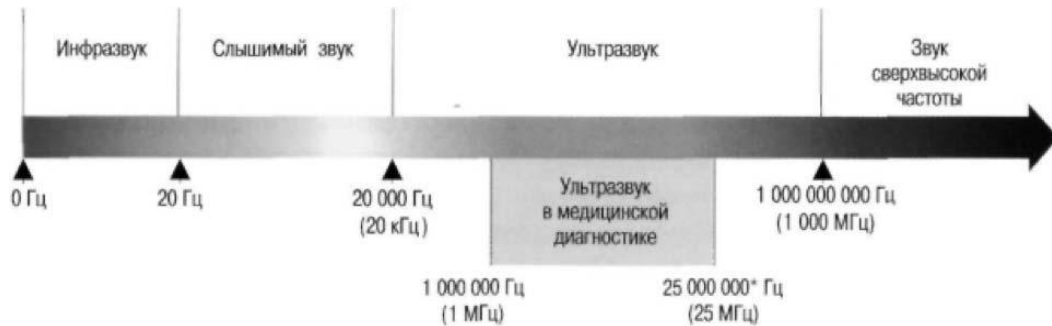 Инфразвук
Слышимый звук
Ультразвук
Звук
сверхвысокой
частоты
0 Гц
20 Гц
20 000 Гц
(20 кГц)
Ультразвук
в медицинской
диагностике
1 000 000 000 Гц
(1 000 МГц)
1 000 000 Гц
(1 МГц)
25 000 000* Гц
(25 МГц)